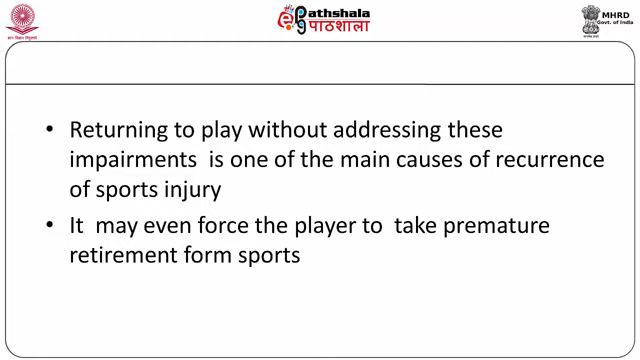 ePathshala
पाठशाला
MHRD
Govt. of India
• Returning to play without addressing these
impairments is one of the main causes of recurrence
of sports injury
• It may even force the player to take premature
retirement form sports